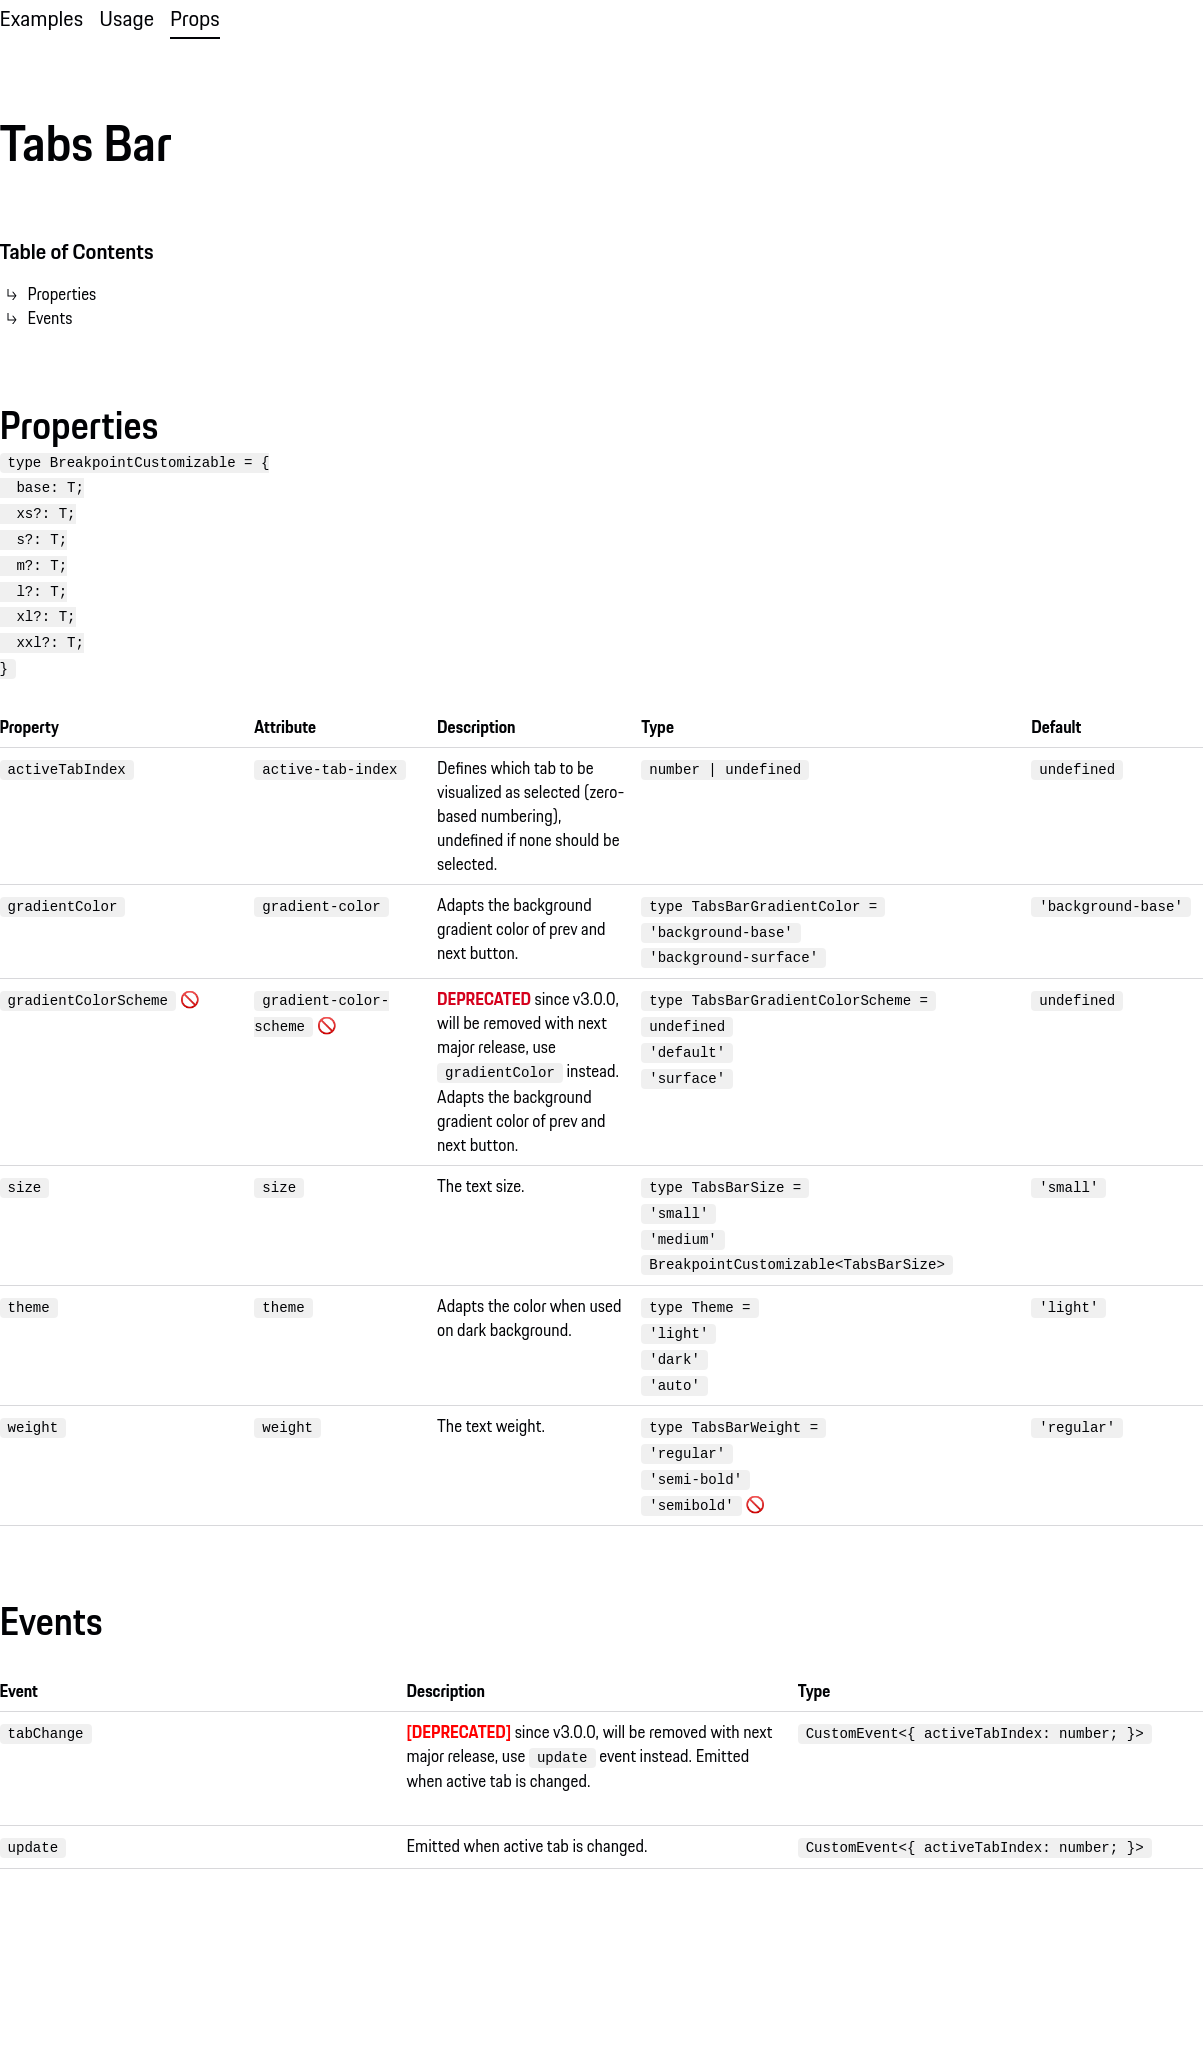 Examples Usage Props
Tabs Bar
Table of Contents
Properties
Events
Properties
type BreakpointCustomizable = {
base: T;
xs?: T;
s?: T;
m?: T;
l?: T;
xl?: T;
xxl?: T;
}
Property Attribute Description Type Default
activeTabIndex active-tab-index Defines which tab to be number | undefined undefined
visualized as selected (zero-
based numbering),
undefined if none should be
selected.
gradientColor gradient-color Adapts the background type TabsBarGradientColor = 'background-base'
gradient color of prev and 'background-base'
next button. 'background-surface'
gradientColorScheme 🚫 gradient-color- DEPRECATED since v3.0.0, type TabsBarGradientColorScheme = undefined
scheme 🚫 will be removed with next undefined
major release, use 'default'
gradientColor instead. 'surface'
Adapts the background
gradient color of prev and
next button.
size size The text size. type TabsBarSize = 'small'
'small'
'medium'
BreakpointCustomizable<TabsBarSize>
theme theme Adapts the color when used type Theme = 'light'
on dark background. 'light'
'dark'
'auto'
weight weight The text weight. type TabsBarWeight = 'regular'
'regular'
'semi-bold'
'semibold' 🚫
Events
Event Description Type
tabChange [DEPRECATED] since v3.0.0, will be removed with next CustomEvent<{ activeTabIndex: number; }>
major release, use update event instead. Emitted
when active tab is changed.
update Emitted when active tab is changed. CustomEvent<{ activeTabIndex: number; }>